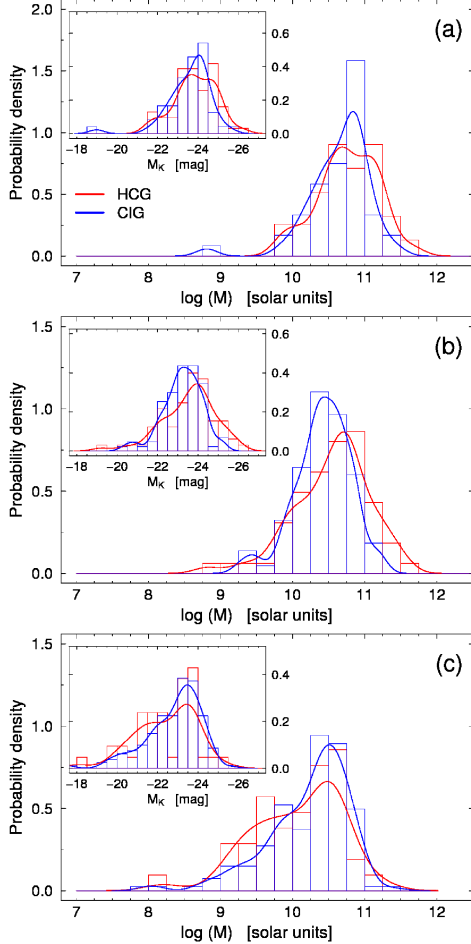 (a)
Probability density
2.0
1.5
1.0
0.5
0.0
0.6
0.4
0.2
0.0
−18 −20 −22 −24 −26
M_K [mag]
HCG
CIG
7 8 9 10 11 12
log (M) [solar units]
(b)
Probability density
1.5
1.0
0.5
0.0
0.6
0.4
0.2
0.0
−18 −20 −22 −24 −26
M_K [mag]
7 8 9 10 11 12
log (M) [solar units]
(c)
Probability density
1.5
1.0
0.5
0.0
0.4
0.2
0.0
−18 −20 −22 −24 −26
M_K [mag]
7 8 9 10 11 12
log (M) [solar units]